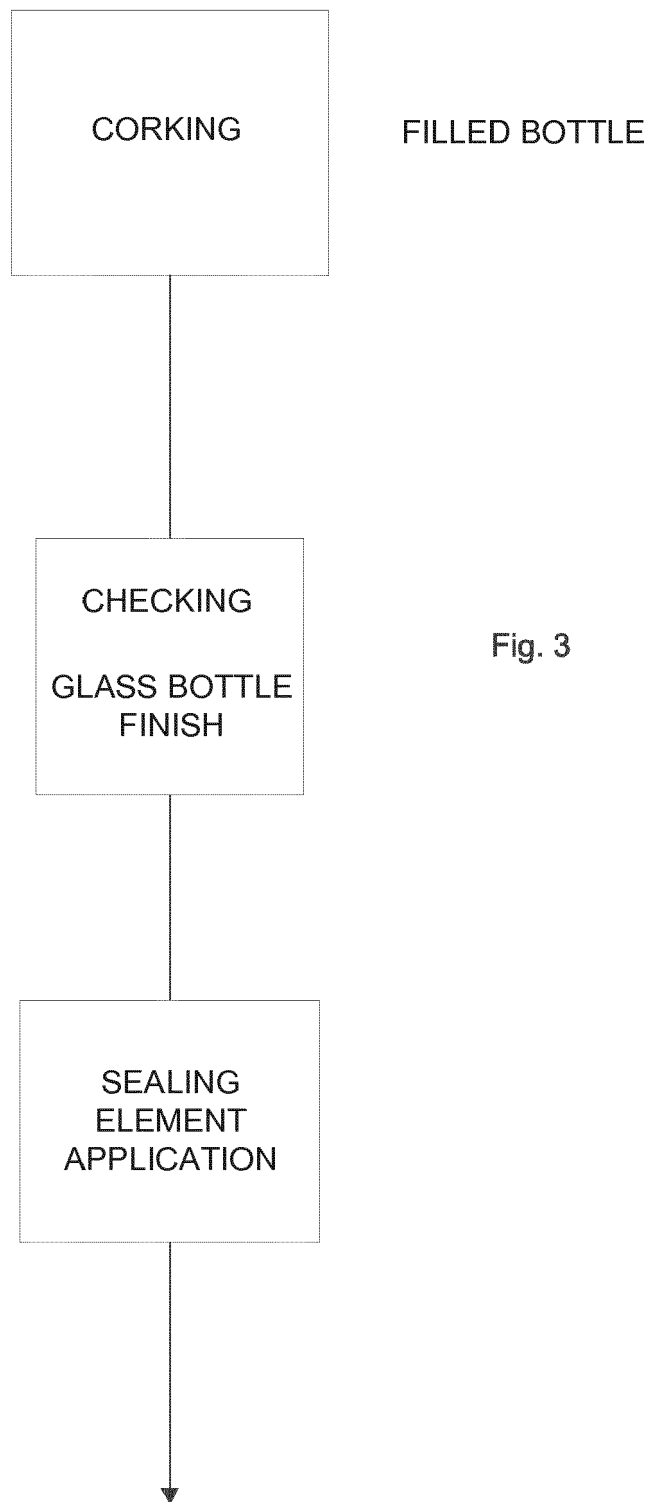 CORKING
FILLED BOTTLE
CHECKING
GLASS BOTTLE
FINISH
Fig. 3
SEALING
ELEMENT
APPLICATION